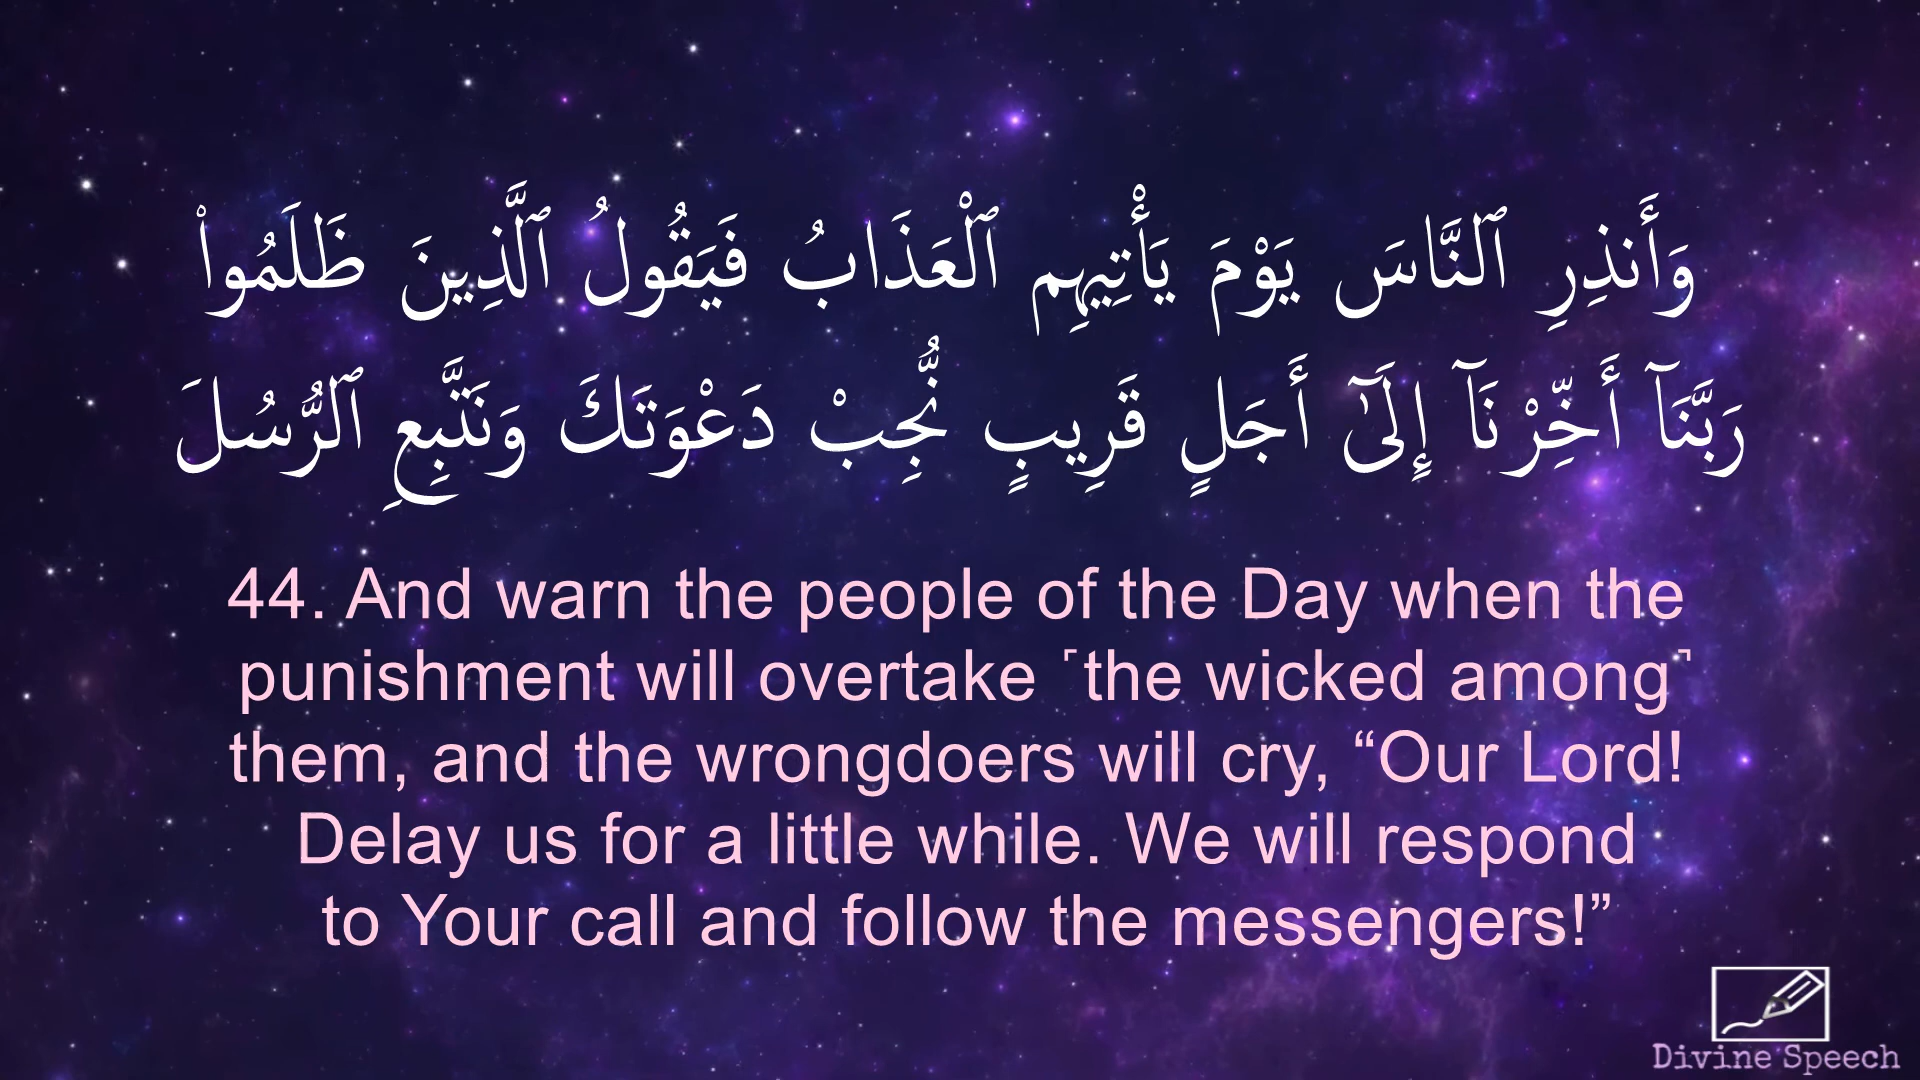 وَأَنذِرِ ٱلنَّاسَ يَوْمَ يَأْتِيهِم ٱلْعَذَابُ فَيَقُولُ ٱلَّذِينَ ظَلَمُوا۟
رَبَّنَآ أَخِّرْنَآ إِلَىٰٓ أَجَلٍ قَرِيبٍ نُّجِبْ دَعْوَتَكَ وَنَتَّبِعِ ٱلرُّسُلَ
44. And warn the people of the Day when the
punishment will overtake ˹the wicked among˺
them, and the wrongdoers will cry, “Our Lord!
Delay us for a little while. We will respond
to Your call and follow the messengers!”
Divine Speech